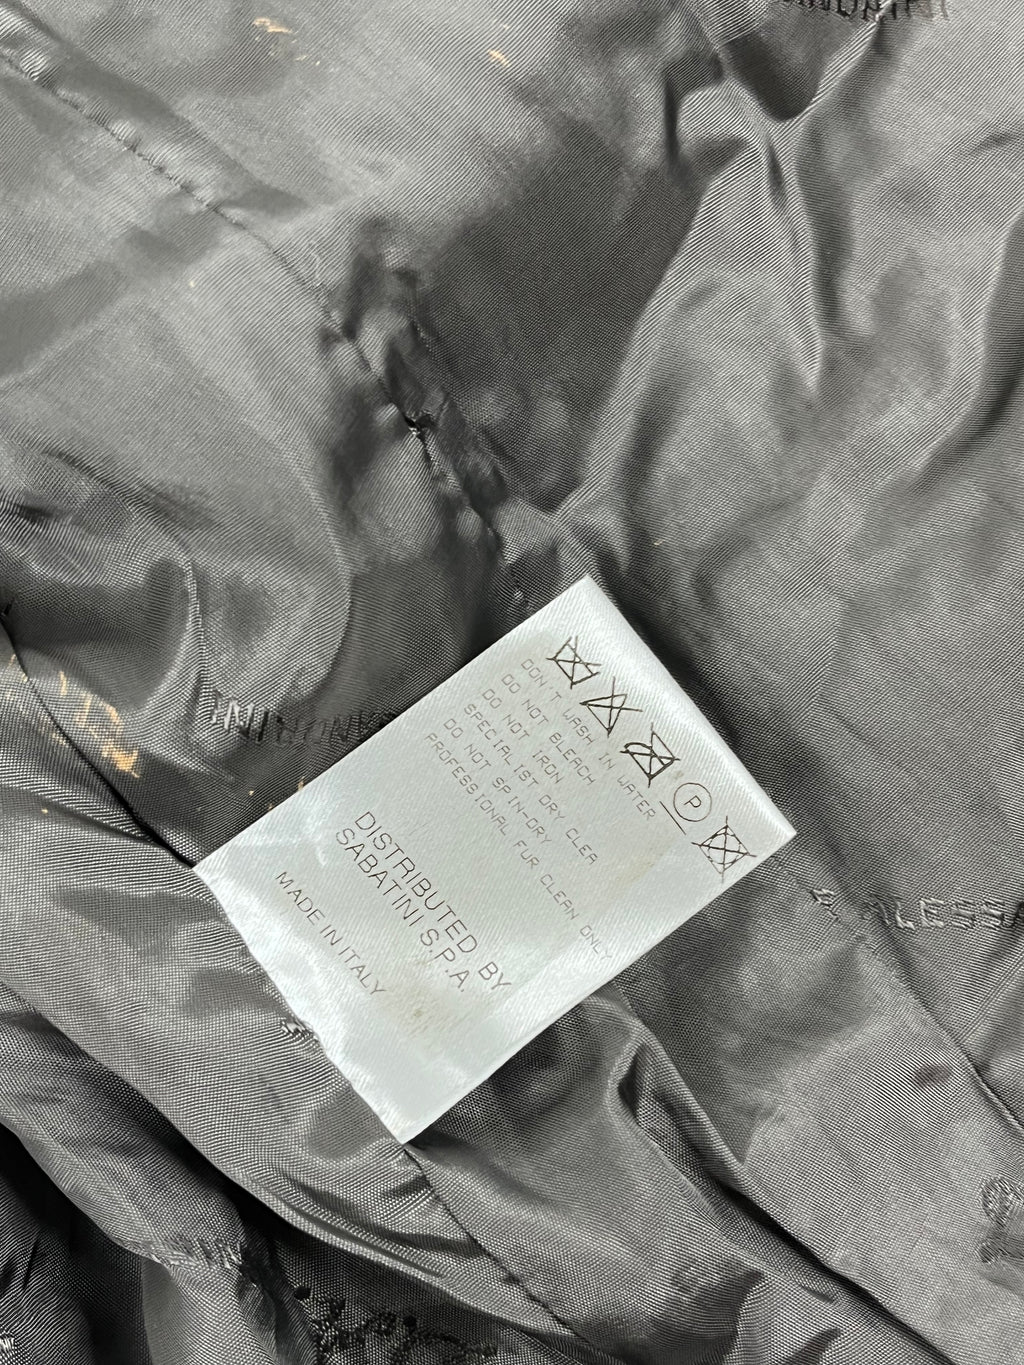 DON'T WASH IN WATER
DO NOT BLEACH
DO NOT IRON
SPECIALIST DRY CLEA
DO NOT SPIN-DRY
PROFESSIONAL FUR CLEAN ONLY
P
DISTRIBUTED BY
SABATINI S.P.A.
MADE IN ITALY